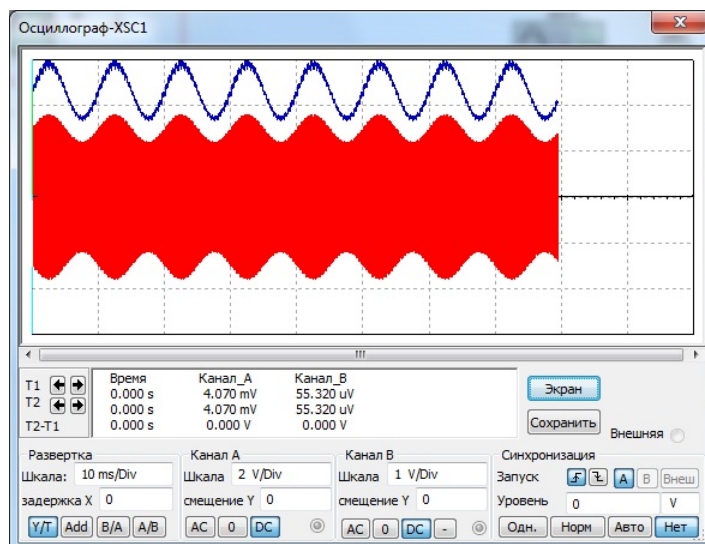 Осциллограф-XSC1
T1
T2
T2-T1
Время Канал_A Канал_B
0.000 s 4.070 mV 55.320 uV
0.000 s 4.070 mV 55.320 uV
0.000 s 0.000 V 0.000 V
Экран
Сохранить
Внешняя
Развертка
Шкала: 10 ms/Div
задержка X 0
Y/T Add B/A A/B
Канал A
Шкала 2 V/Div
смещение Y 0
AC 0 DC
Канал B
Шкала 1 V/Div
смещение Y 0
AC 0 DC -
Синхронизация
Запуск A B Внеш
Уровень 0 V
Одн. Норм Авто Нет